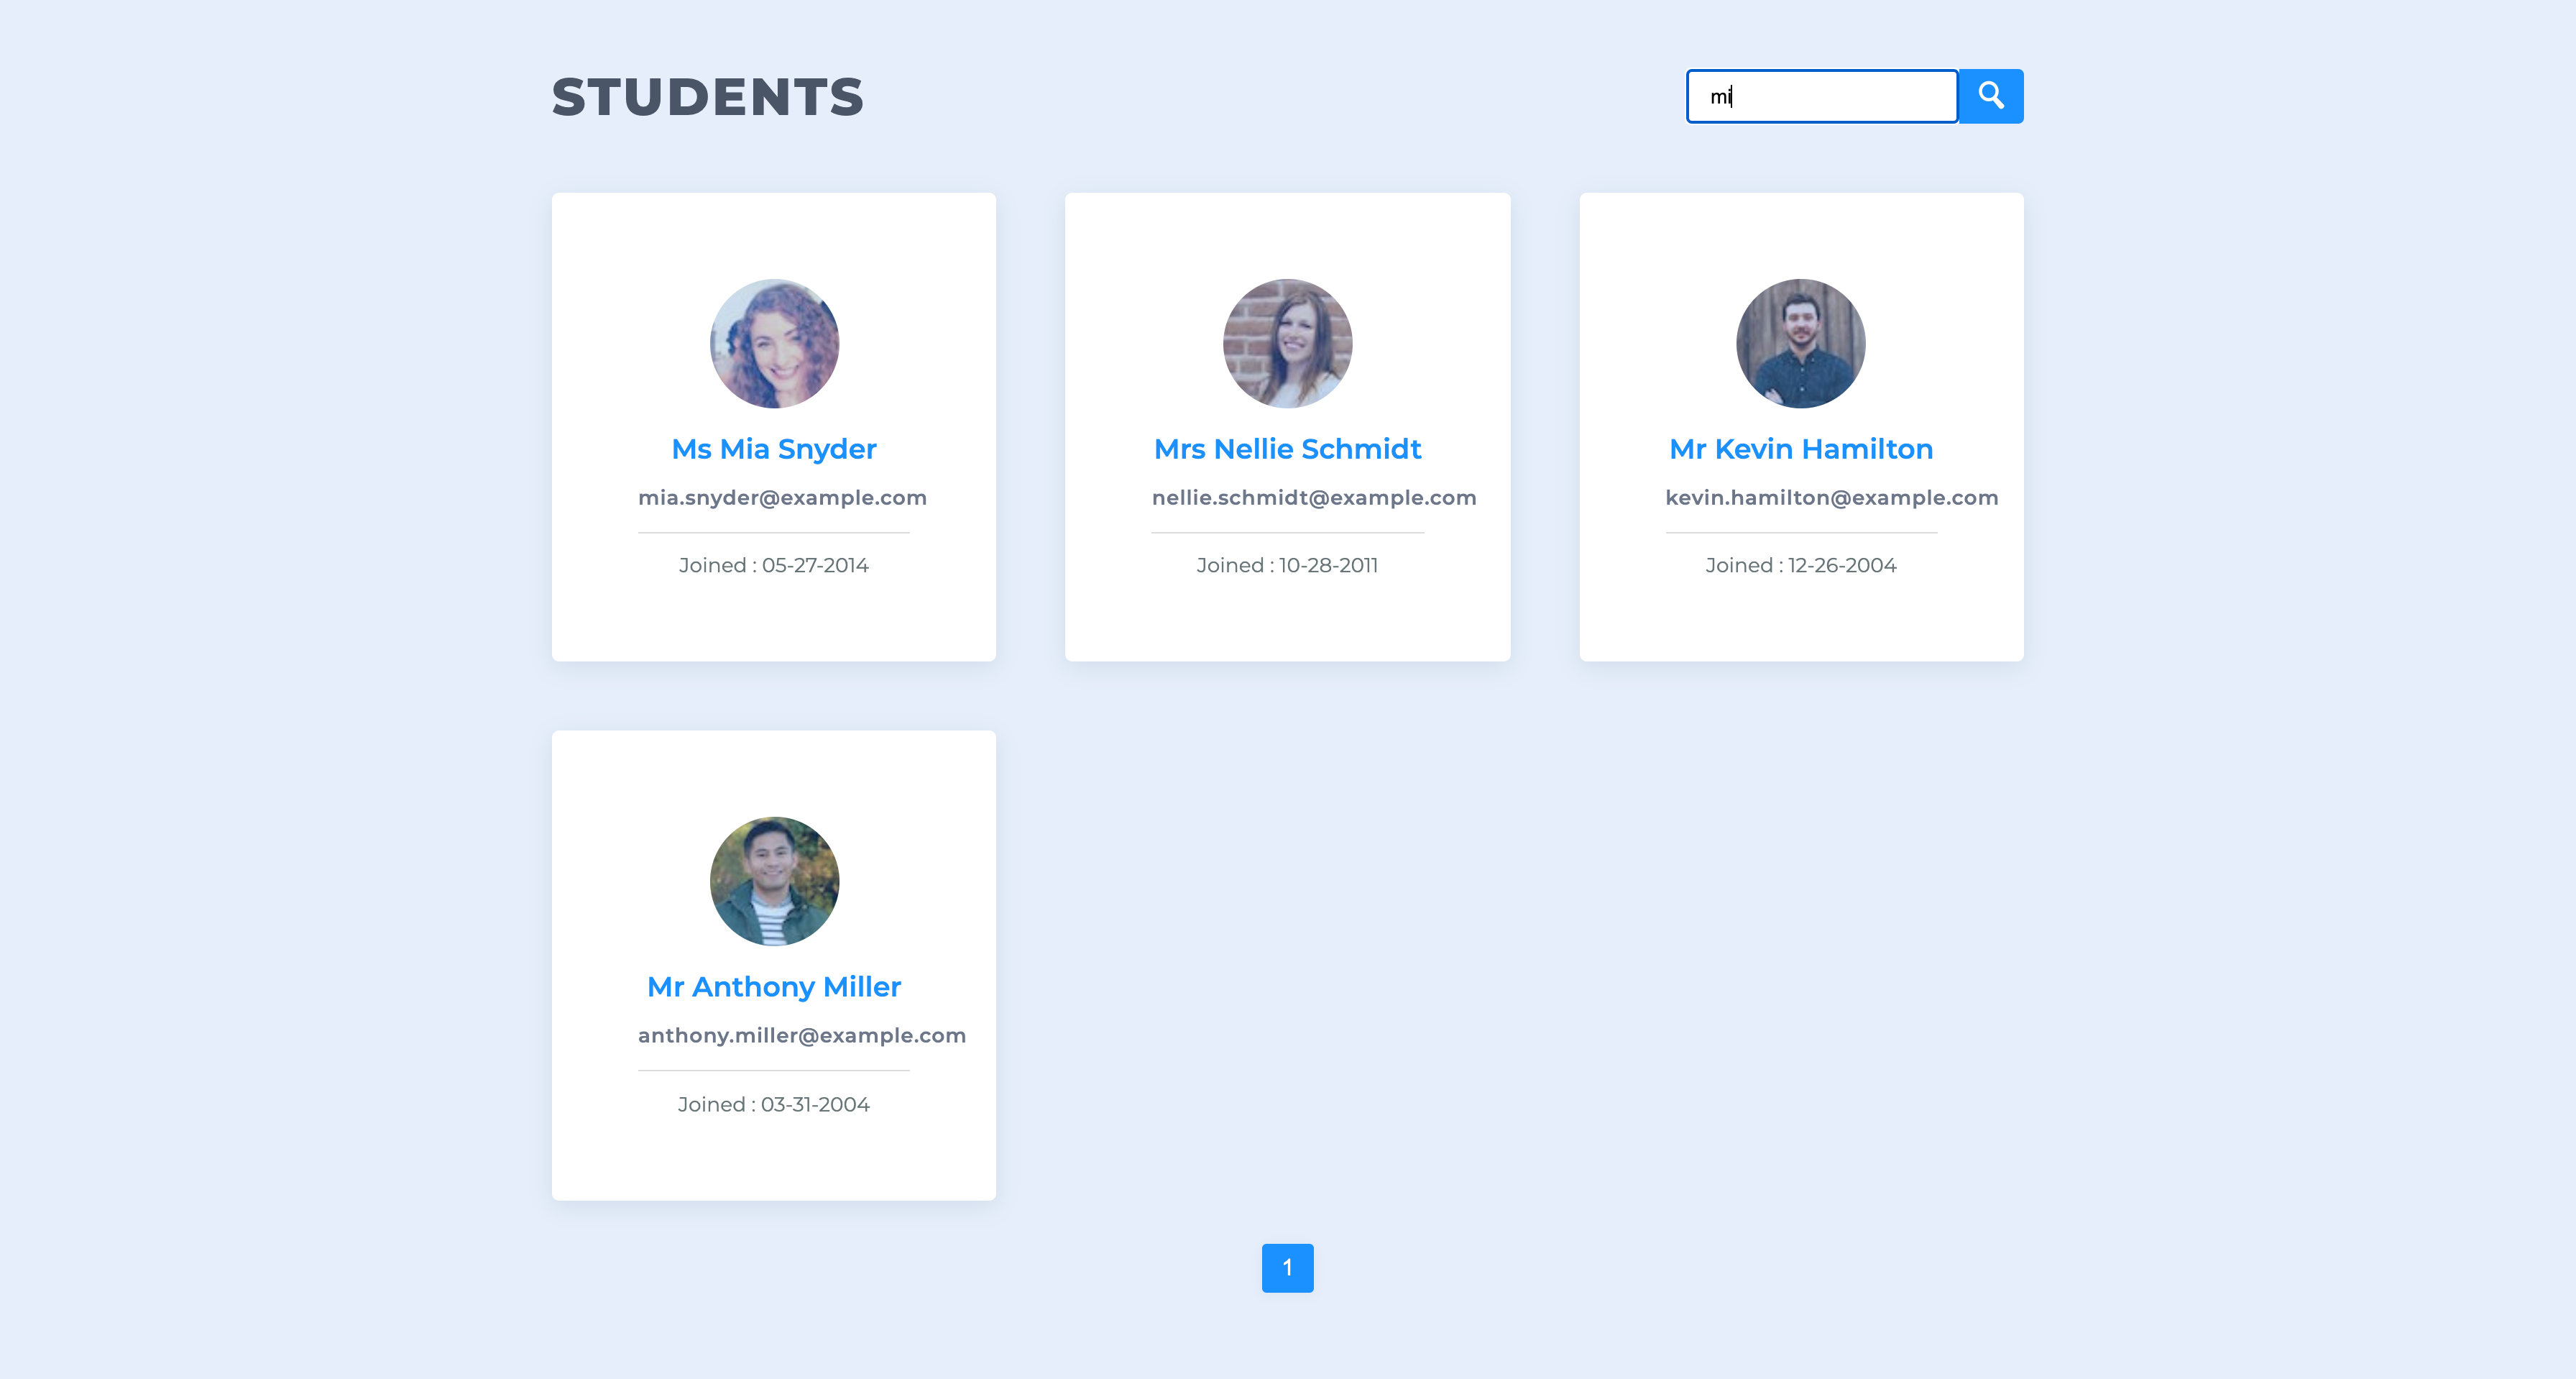 STUDENTS
mi
Ms Mia Snyder
mia.snyder@example.com
Joined : 05-27-2014
Mrs Nellie Schmidt
nellie.schmidt@example.com
Joined : 10-28-2011
Mr Kevin Hamilton
kevin.hamilton@example.com
Joined : 12-26-2004
Mr Anthony Miller
anthony.miller@example.com
Joined : 03-31-2004
1